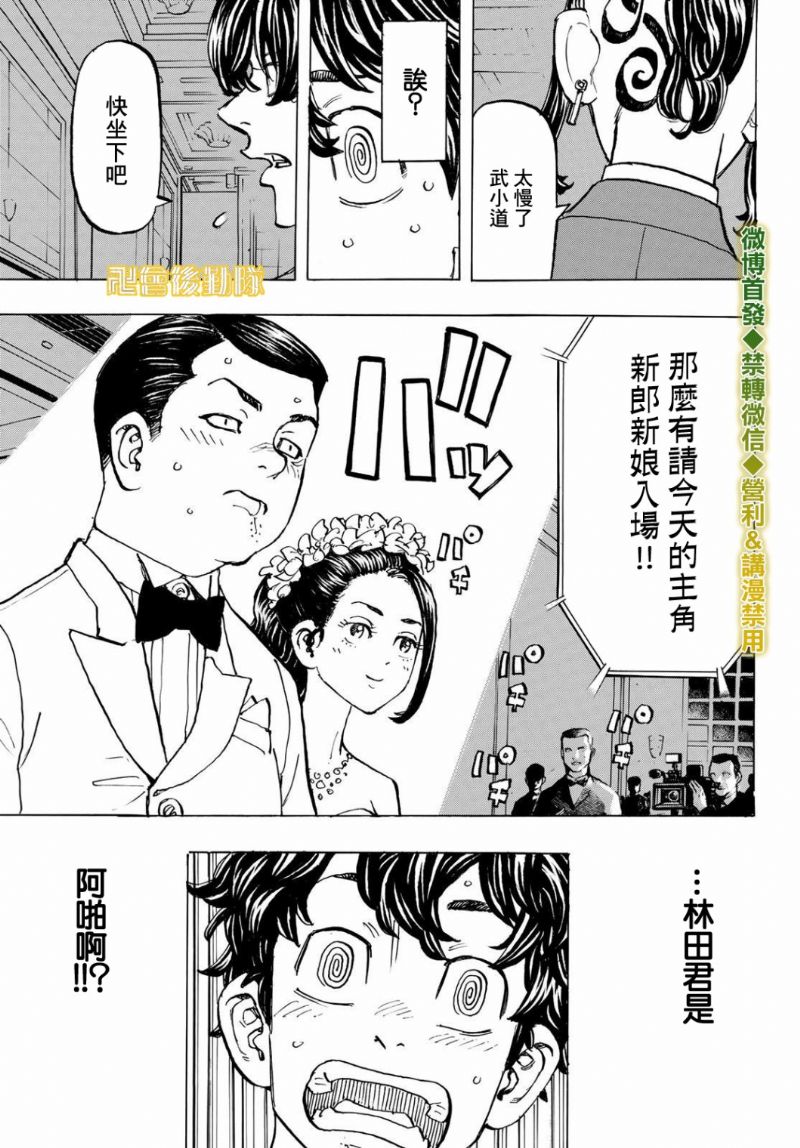 太慢了
武小道
誒？
快坐下吧
卍會後勤隊
微博首發◆禁轉微信◆營利&講漫禁用
那麼有請今天的主角
新郎新娘入場!!
バッ
パチ
パチ
パチ
パチ
…林田君是
阿啪啊!!?